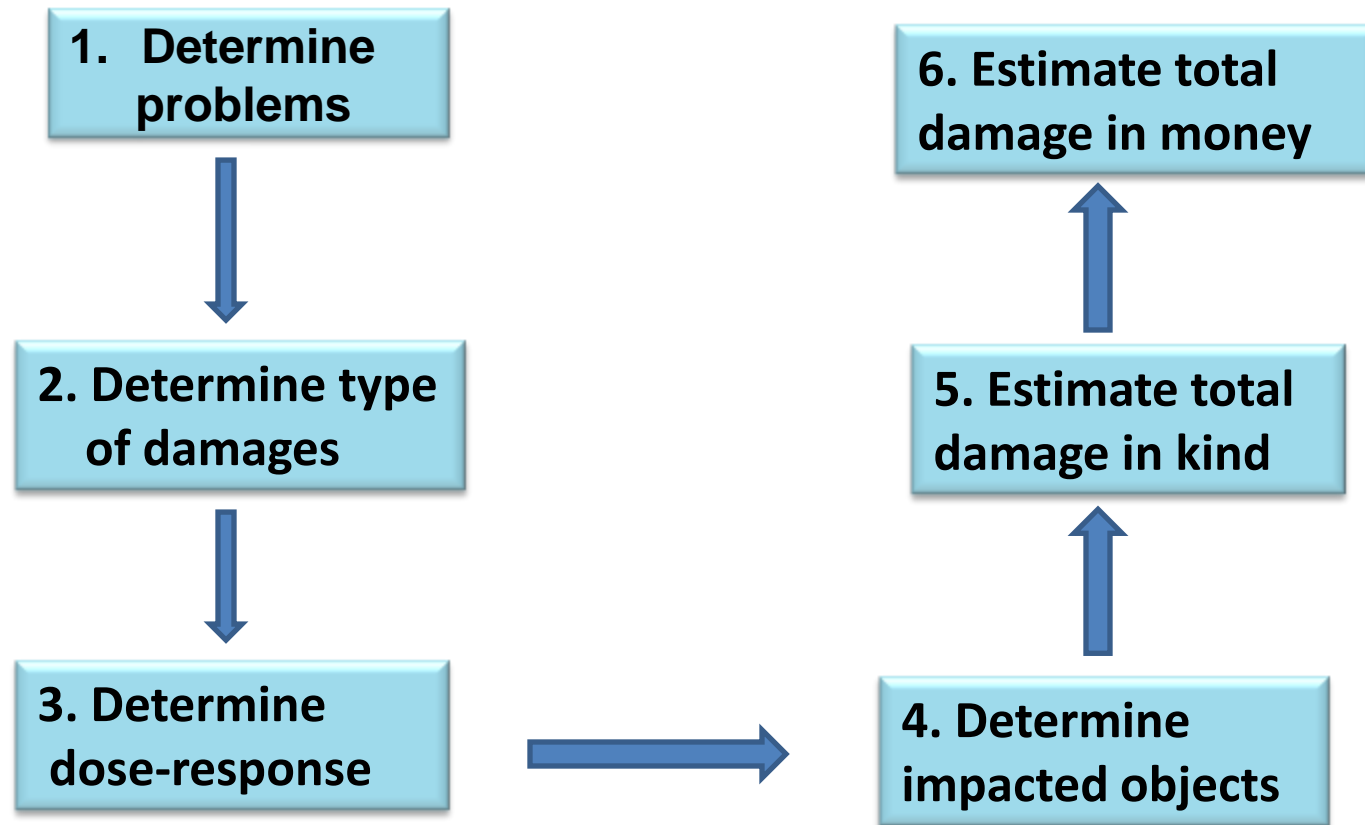 1. Determine
problems
2. Determine type
of damages
3. Determine
dose-response
4. Determine
impacted objects
5. Estimate total
damage in kind
6. Estimate total
damage in money